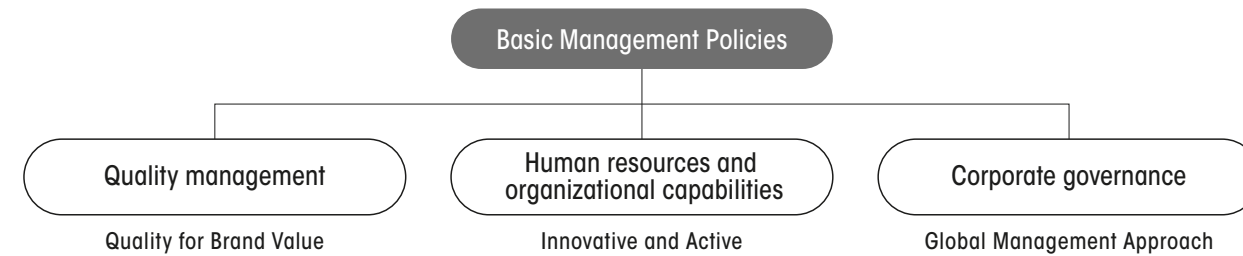 Basic Management Policies
Quality management
Human resources and
organizational capabilities
Corporate governance
Quality for Brand Value
Innovative and Active
Global Management Approach